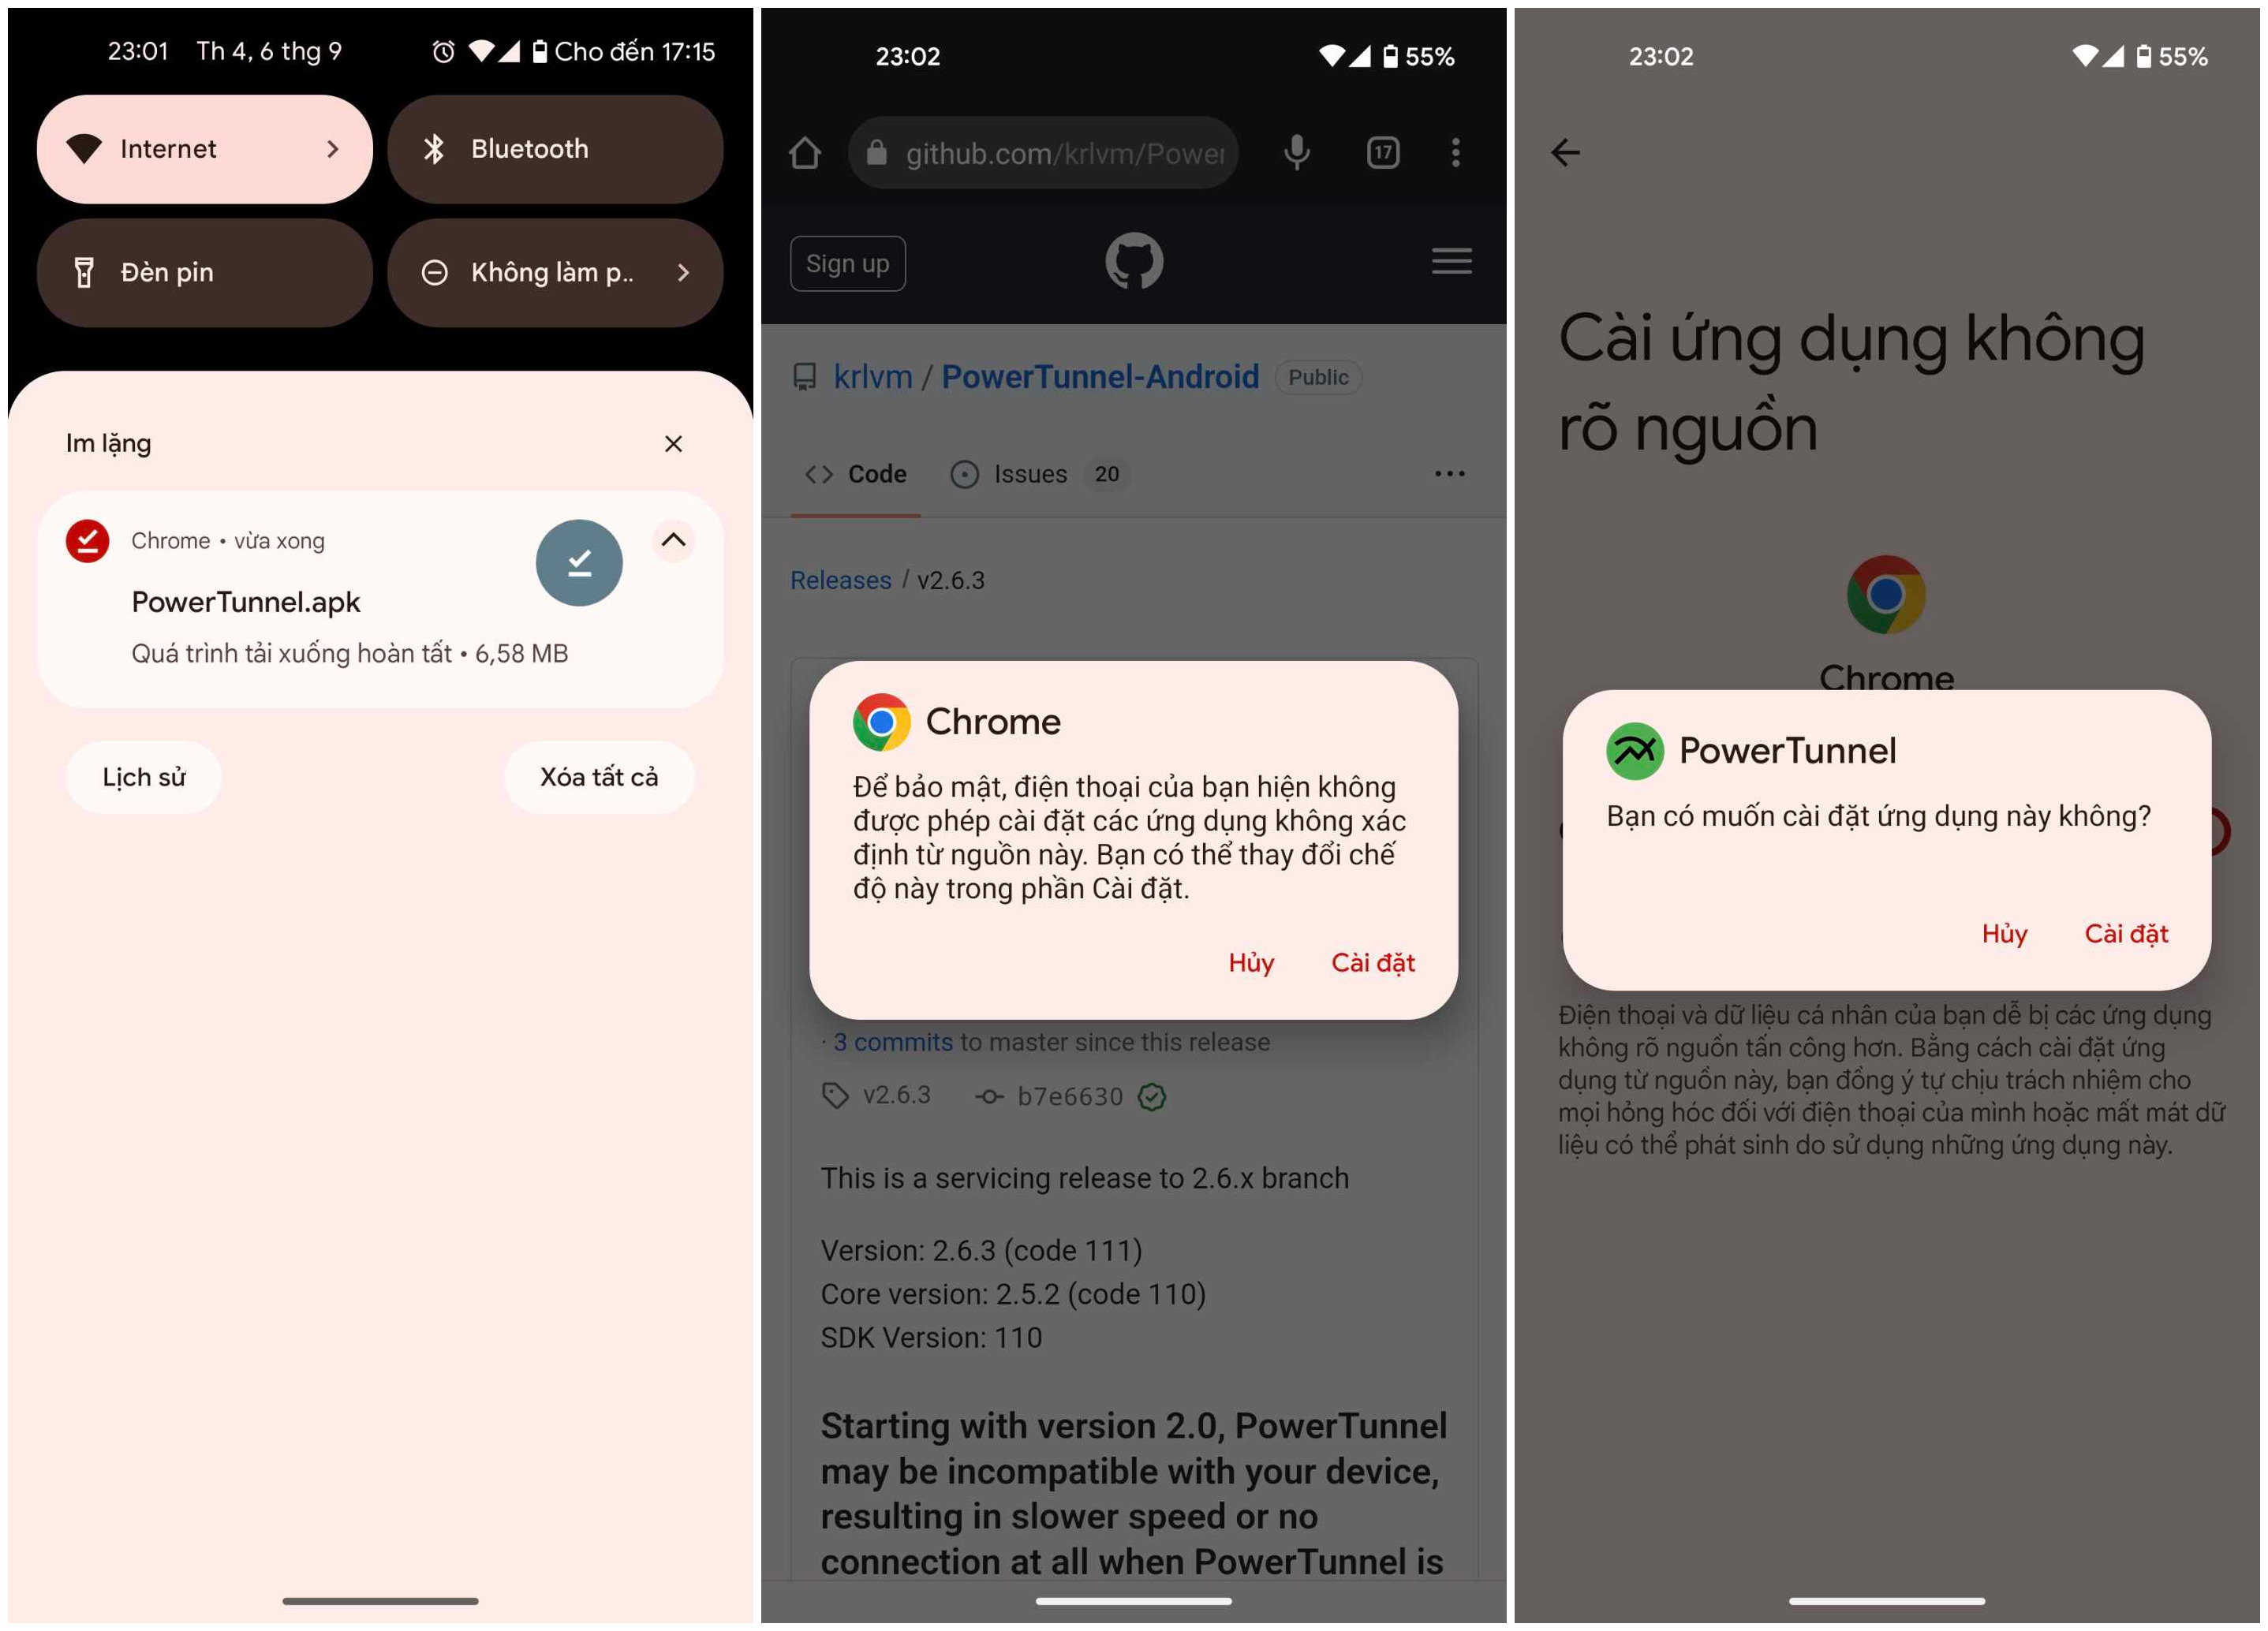 23:01 Th 4, 6 thg 9 Cho đến 17:15
Internet
Bluetooth
Đèn pin
Không làm p..
Im lặng
Chrome • vừa xong
PowerTunnel.apk
Quá trình tải xuống hoàn tất • 6,58 MB
Lịch sử
Xóa tất cả
23:02 55%
github.com/krlvm/Power
17
Sign up
krlvm / PowerTunnel-Android Public
Code Issues 20
Releases / v2.6.3
Chrome
Để bảo mật, điện thoại của bạn hiện không
được phép cài đặt các ứng dụng không xác
định từ nguồn này. Bạn có thể thay đổi chế
độ này trong phần Cài đặt.
Hủy Cài đặt
· 3 commits to master since this release
v2.6.3 b7e6630
This is a servicing release to 2.6.x branch
Version: 2.6.3 (code 111)
Core version: 2.5.2 (code 110)
SDK Version: 110
Starting with version 2.0, PowerTunnel
may be incompatible with your device,
resulting in slower speed or no
connection at all when PowerTunnel is
23:02 55%
Cài ứng dụng không
rõ nguồn
Chrome
PowerTunnel
Bạn có muốn cài đặt ứng dụng này không?
Hủy Cài đặt
Điện thoại và dữ liệu cá nhân của bạn dễ bị các ứng dụng
không rõ nguồn tấn công hơn. Bằng cách cài đặt ứng
dụng từ nguồn này, bạn đồng ý tự chịu trách nhiệm cho
mọi hỏng hóc đối với điện thoại của mình hoặc mất mát dữ
liệu có thể phát sinh do sử dụng những ứng dụng này.